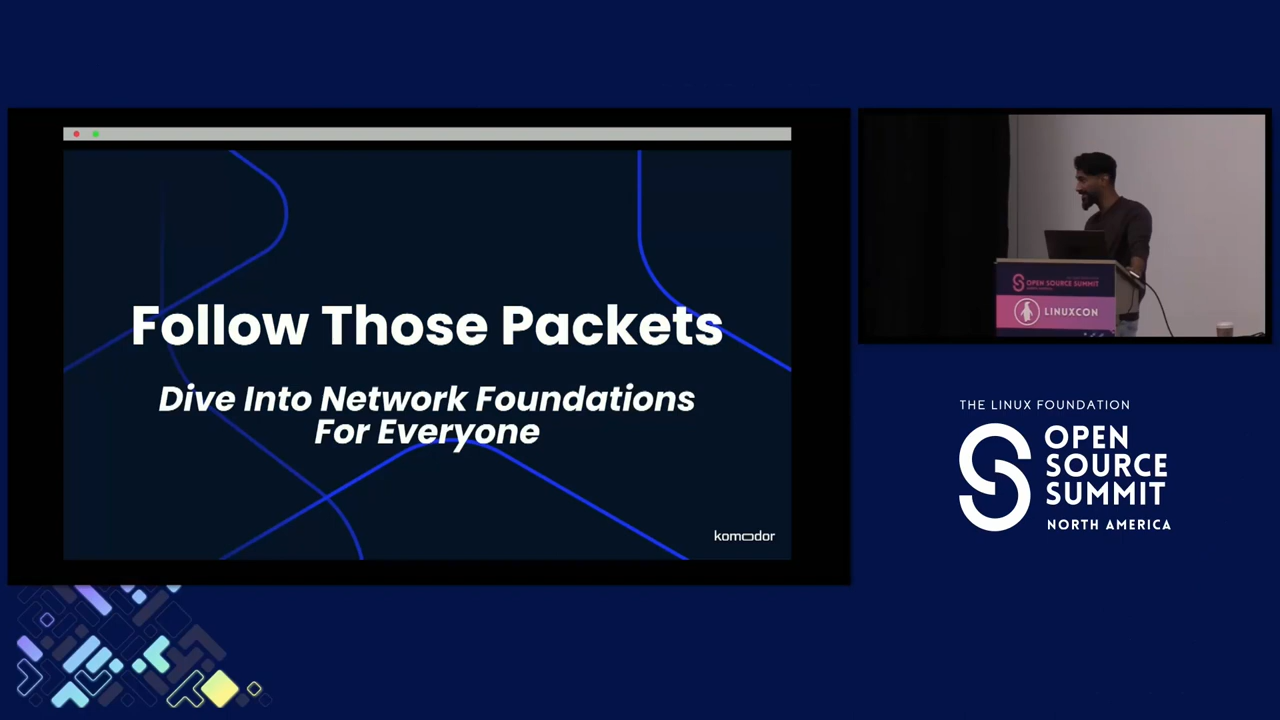 Follow Those Packets
Dive Into Network Foundations
For Everyone
komodor
OPEN SOURCE SUMMIT
LINUXCON
THE LINUX FOUNDATION
OPEN
SOURCE
SUMMIT
NORTH AMERICA